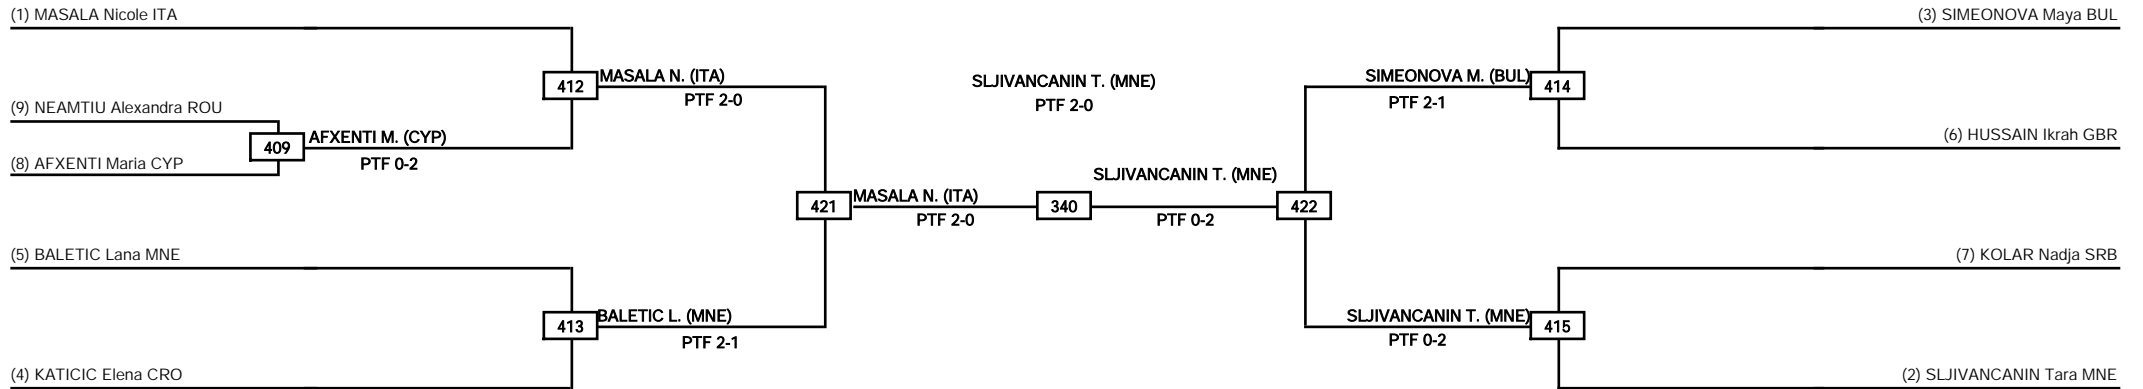 (1) MASALA Nicole ITA
(9) NEAMTIU Alexandra ROU
(8) AFXENTI Maria CYP
(5) BALETIC Lana MNE
(4) KATICIC Elena CRO
409
AFXENTI M. (CYP)
PTF 0-2
412
MASALA N. (ITA)
PTF 2-0
413
BALETIC L. (MNE)
PTF 2-1
421
MASALA N. (ITA)
PTF 2-0
SLJIVANCANIN T. (MNE)
PTF 2-0
340
SLJIVANCANIN T. (MNE)
PTF 0-2
422
SIMEONOVA M. (BUL)
PTF 2-1
414
SLJIVANCANIN T. (MNE)
PTF 0-2
415
(3) SIMEONOVA Maya BUL
(6) HUSSAIN Ikrah GBR
(7) KOLAR Nadja SRB
(2) SLJIVANCANIN Tara MNE